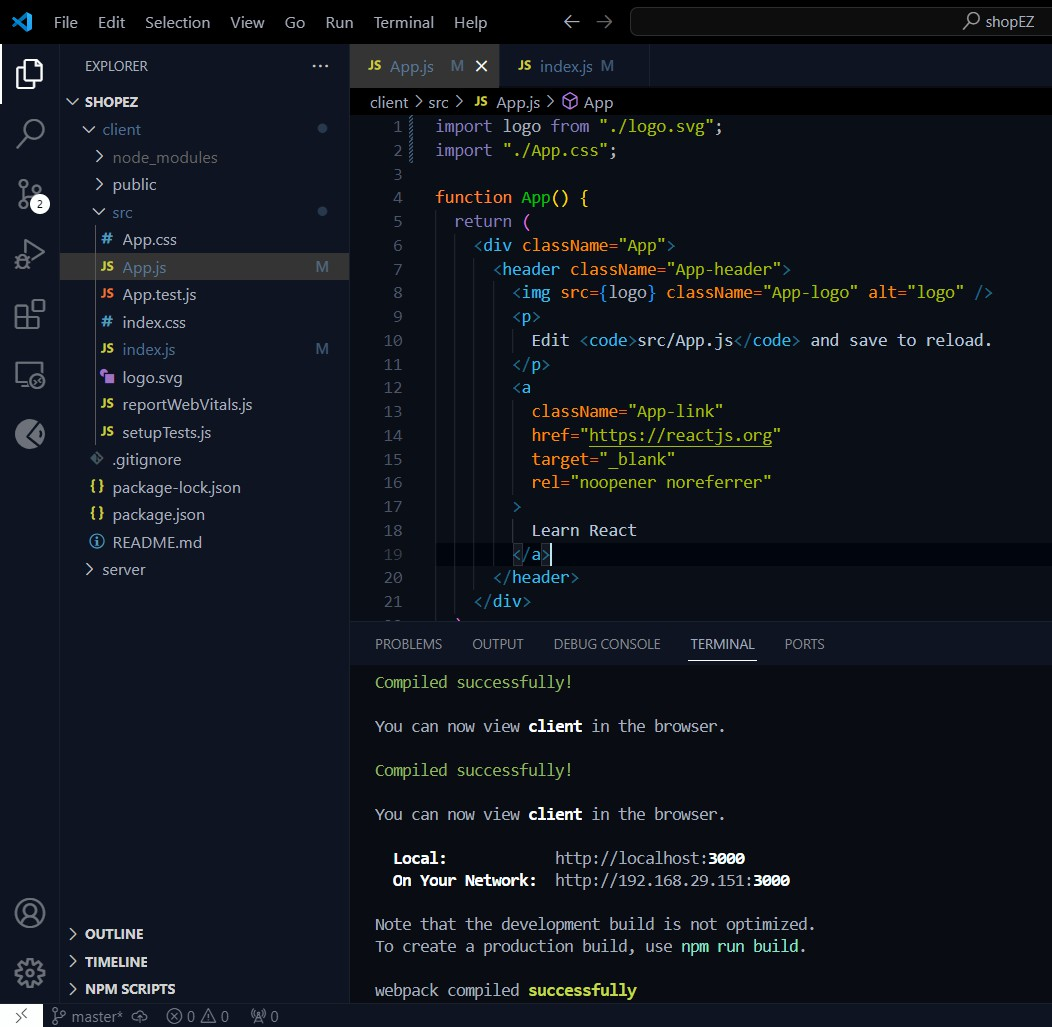 File Edit Selection View Go Run Terminal Help shopEZ
EXPLORER
SHOPEZ
client
node_modules
public
src
# App.css
JS App.js M
JS App.test.js
# index.css
JS index.js M
logo.svg
JS reportWebVitals.js
JS setupTests.js
.gitignore
{} package-lock.json
{} package.json
README.md
server
OUTLINE
TIMELINE
NPM SCRIPTS
2
JS App.js M JS index.js M
client > src > JS App.js > App
1 import logo from "./logo.svg";
2 import "./App.css";
3
4 function App() {
5 return (
6 <div className="App">
7 <header className="App-header">
8 <img src={logo} className="App-logo" alt="logo" />
9 <p>
10 Edit <code>src/App.js</code> and save to reload.
11 </p>
12 <a
13 className="App-link"
14 href="https://reactjs.org"
15 target="_blank"
16 rel="noopener noreferrer"
17 >
18 Learn React
19 </a>
20 </header>
21 </div>
PROBLEMS OUTPUT DEBUG CONSOLE TERMINAL PORTS
Compiled successfully!
You can now view client in the browser.
Compiled successfully!
You can now view client in the browser.
Local: http://localhost:3000
On Your Network: http://192.168.29.151:3000
Note that the development build is not optimized.
To create a production build, use npm run build.
webpack compiled successfully
master* 0 0 0